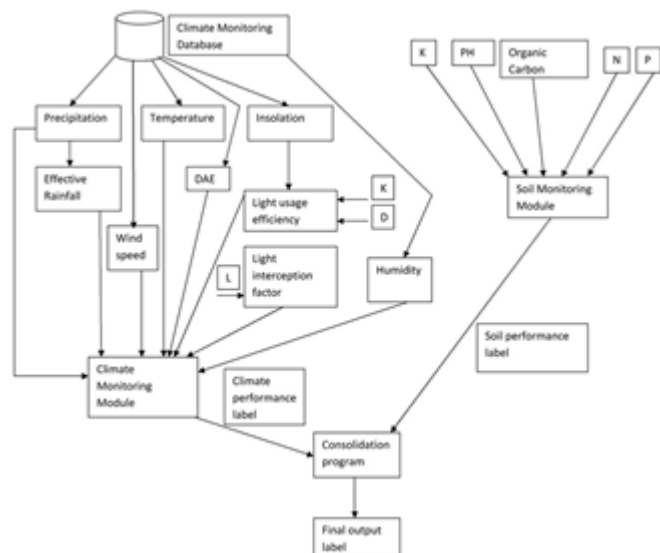 Climate Monitoring
Database
K
PH
Organic
Carbon
N
P
Precipitation
Temperature
Insolation
Effective
Rainfall
DAE
Light usage
efficiency
K
D
Soil Monitoring
Module
Wind
speed
Light
interception
factor
L
Humidity
Climate
Monitoring
Module
Climate
performance
label
Soil performance
label
Consolidation
program
Final output
label